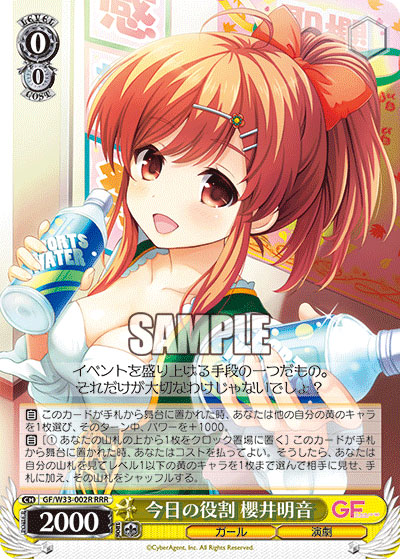 LEVEL
0
0
COST
感
SPORTS
WATER
SAMPLE
イベントを盛り上げる手段の一つだもの。
それだけが大切なわけじゃないでしょ？
自 このカードが手札から舞台に置かれた時、あなたは他の自分の黄のキャラ
を1枚選び、そのターン中、パワーを＋1000。
自 ［⑴ あなたの山札の上から1枚をクロック置場に置く］ このカードが手札
から舞台に置かれた時、あなたはコストを払ってよい。そうしたら、あなたは
自分の山札を見てレベル1以下の黄のキャラを1枚まで選んで相手に見せ、手
札に加え、その山札をシャッフルする。
CH GF/W33-002R RRR
2000
今日の役割 櫻井明音
GF
ガール
演劇
©CyberAgent, Inc. All Rights Reserved.